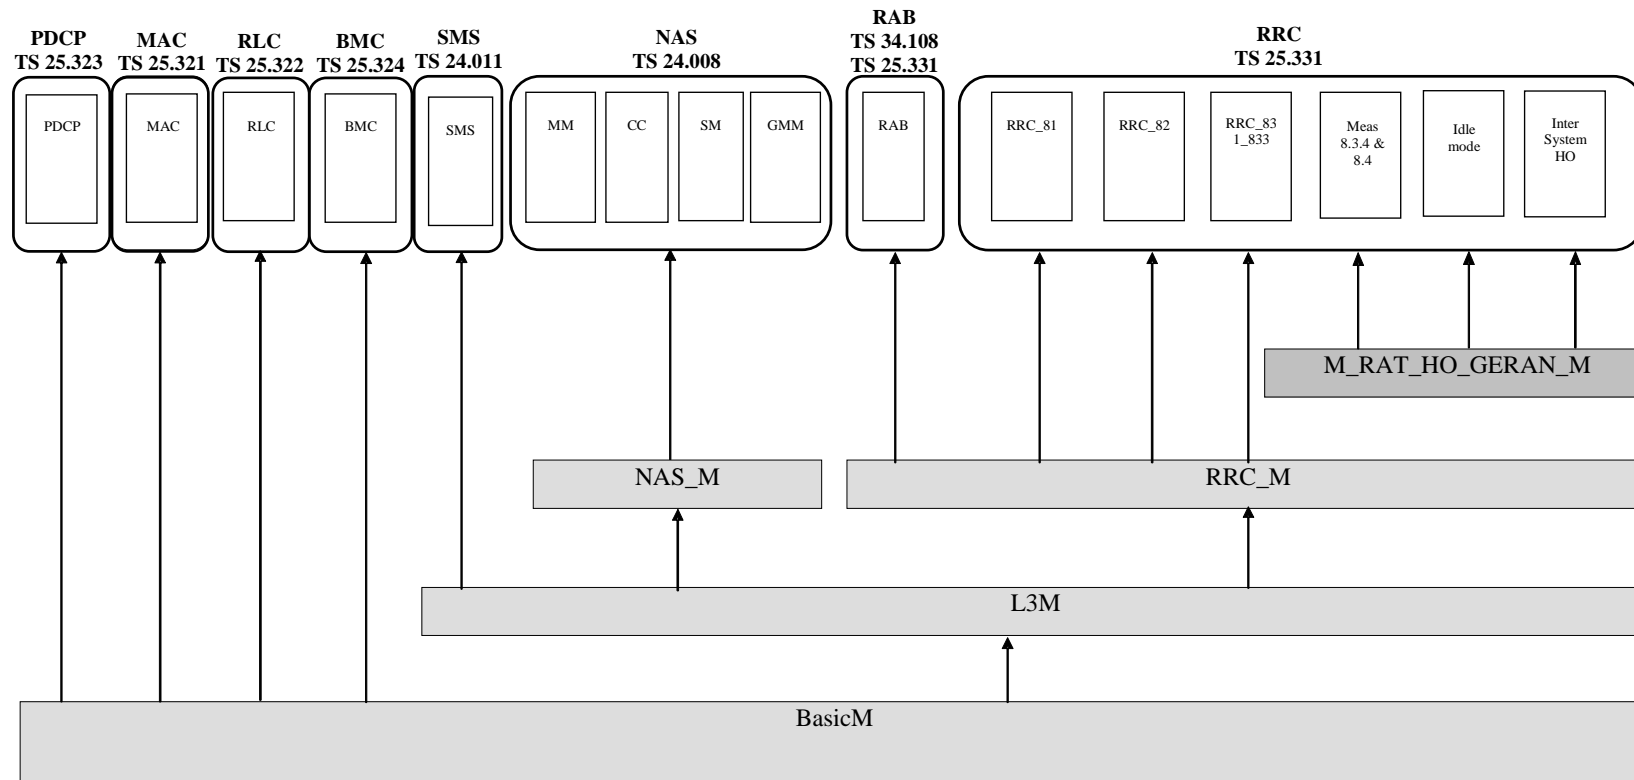 PDCP
TS 25.323
MAC
TS 25.321
RLC
TS 25.322
BMC
TS 25.324
SMS
TS 24.011
NAS
TS 24.008
RAB
TS 34.108
TS 25.331
RRC
TS 25.331
PDCP
MAC
RLC
BMC
SMS
MM
CC
SM
GMM
RAB
RRC_81
RRC_82
RRC_83
1_833
Meas
8.3.4 &
8.4
Idle
mode
Inter
System
HO
M_RAT_HO_GERAN_M
NAS_M
RRC_M
L3M
BasicM